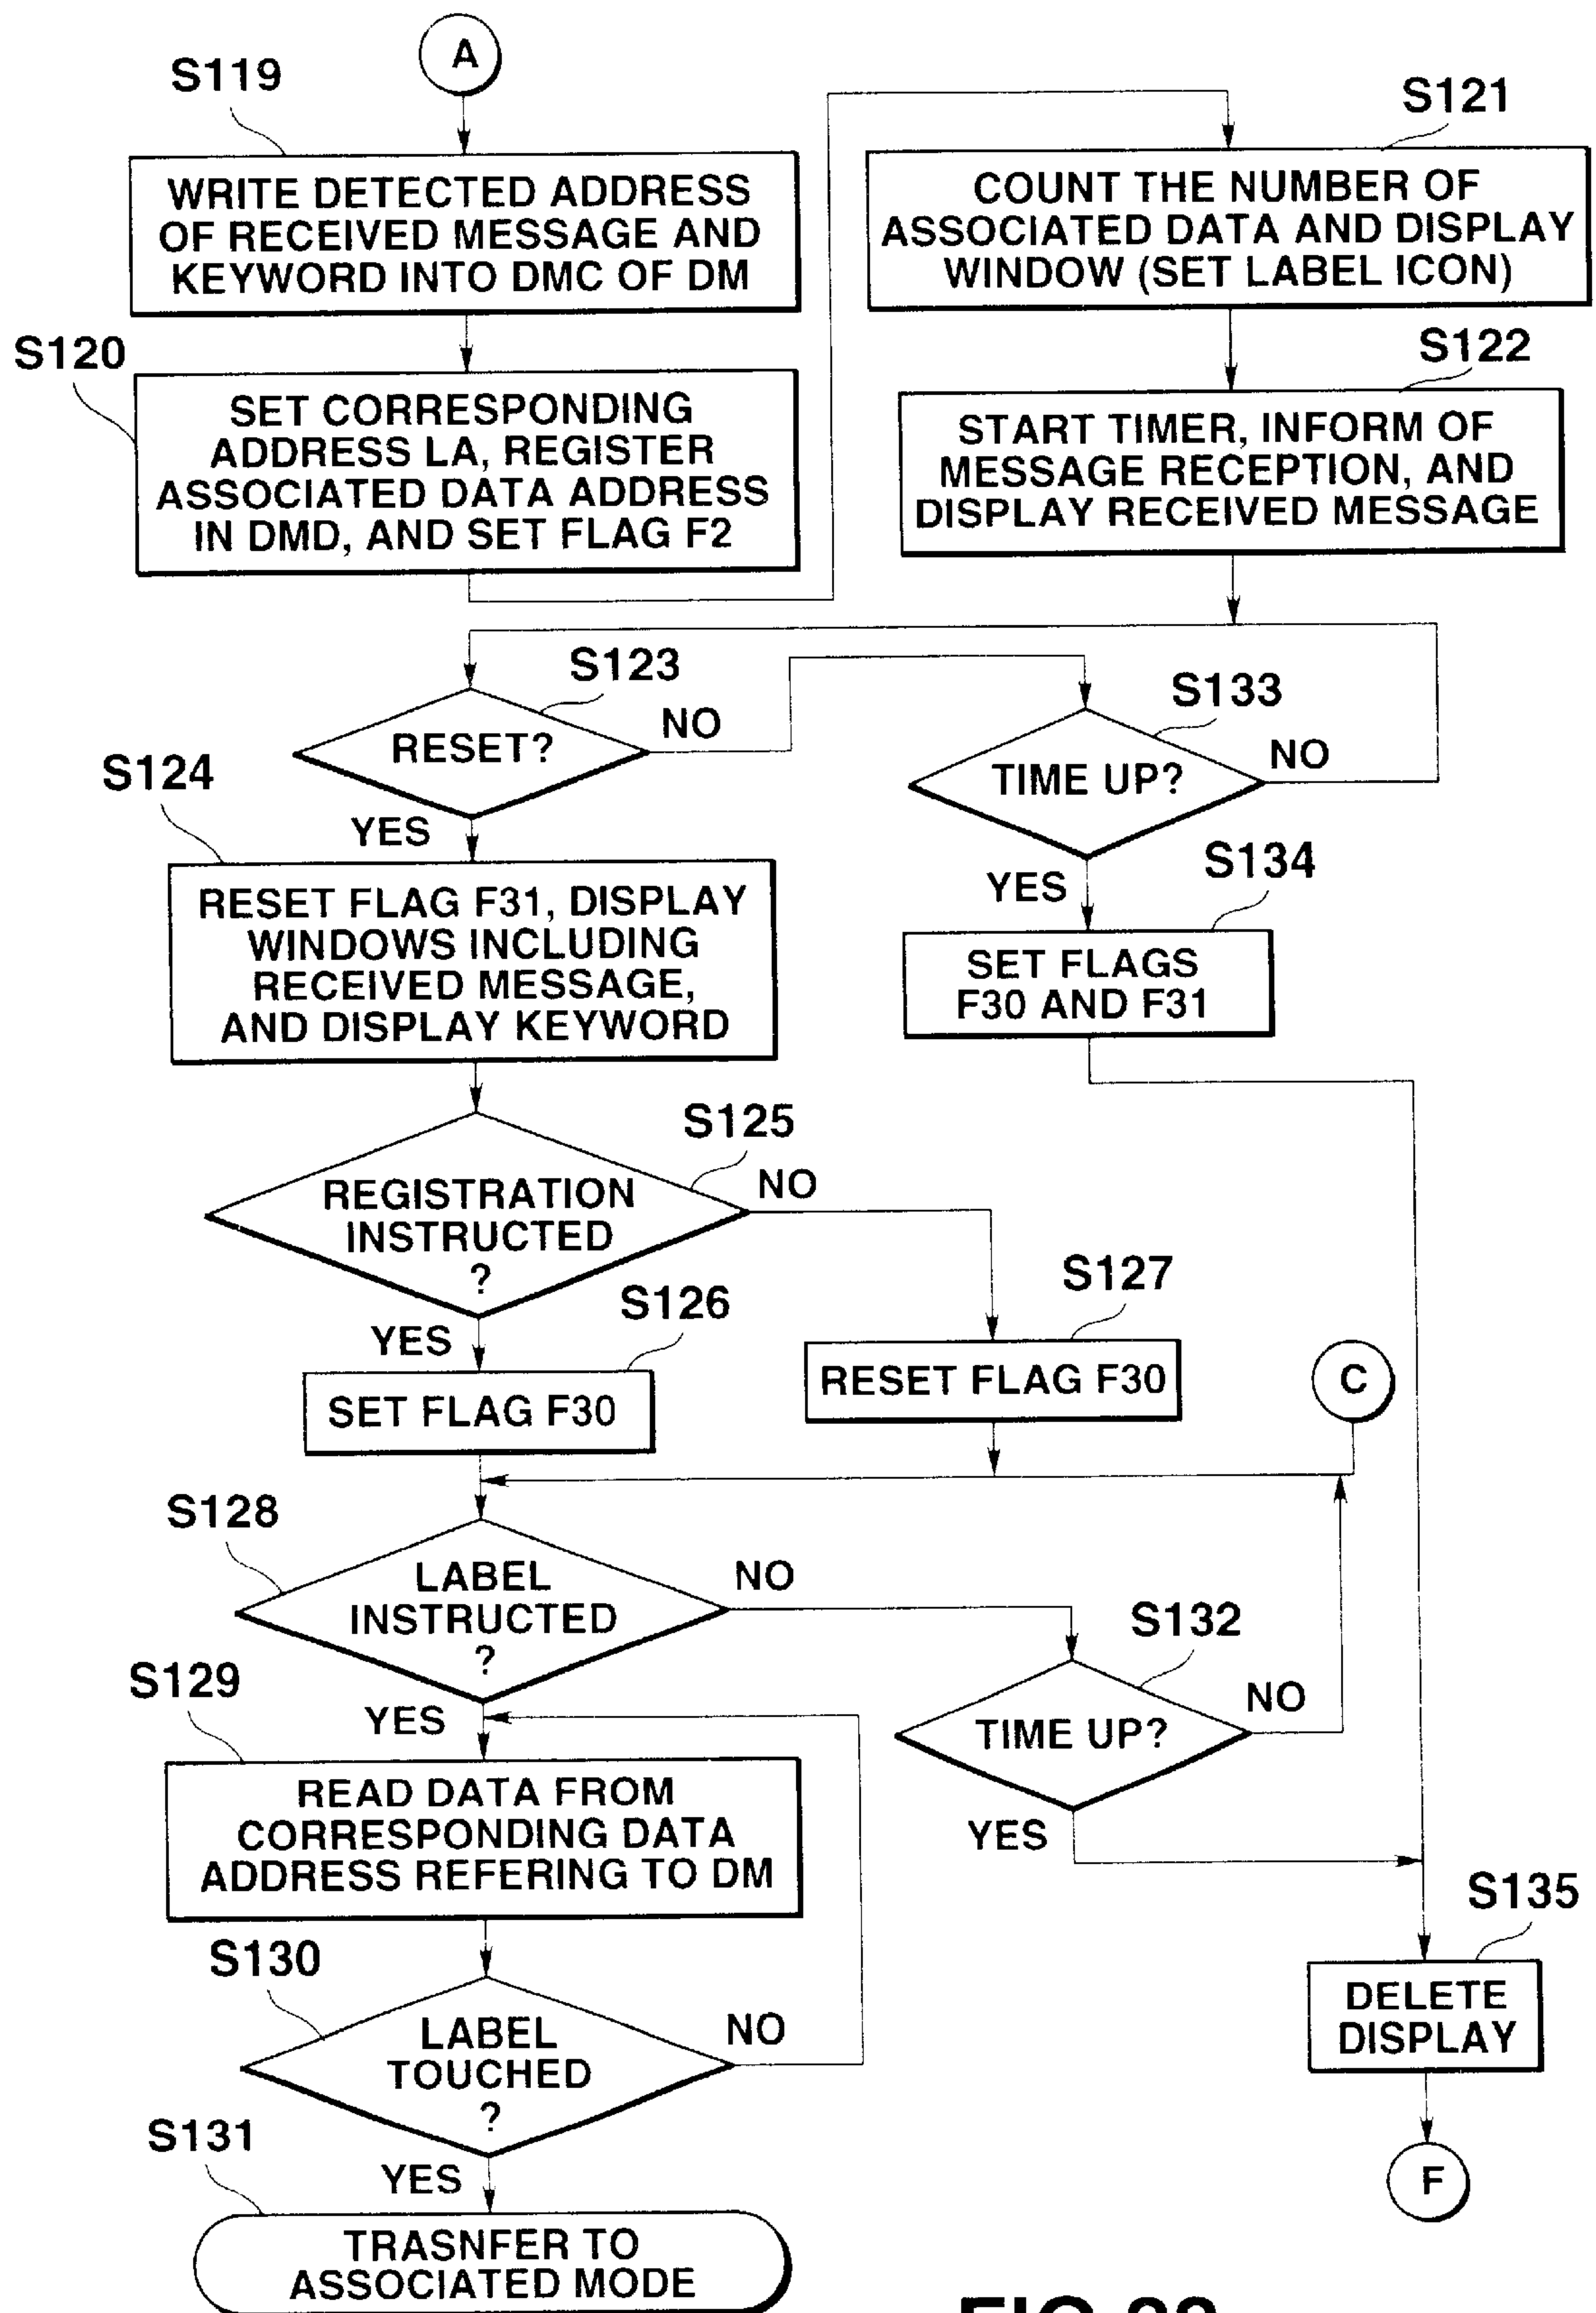 A
S119
WRITE DETECTED ADDRESS
OF RECEIVED MESSAGE AND
KEYWORD INTO DMC OF DM
S120
SET CORRESPONDING
ADDRESS LA, REGISTER
ASSOCIATED DATA ADDRESS
IN DMD, AND SET FLAG F2
S121
COUNT THE NUMBER OF
ASSOCIATED DATA AND DISPLAY
WINDOW (SET LABEL ICON)
S122
START TIMER, INFORM OF
MESSAGE RECEPTION, AND
DISPLAY RECEIVED MESSAGE
S123
RESET?
NO
YES
S133
TIME UP?
NO
YES
S124
RESET FLAG F31, DISPLAY
WINDOWS INCLUDING
RECEIVED MESSAGE,
AND DISPLAY KEYWORD
S134
SET FLAGS
F30 AND F31
S125
REGISTRATION
INSTRUCTED
?
NO
YES
S126
SET FLAG F30
S127
RESET FLAG F30
C
S128
LABEL
INSTRUCTED
?
NO
YES
S132
TIME UP?
NO
YES
S129
READ DATA FROM
CORRESPONDING DATA
ADDRESS REFERING TO DM
S130
LABEL
TOUCHED
?
NO
YES
S135
DELETE
DISPLAY
F
S131
TRASNFER TO
ASSOCIATED MODE